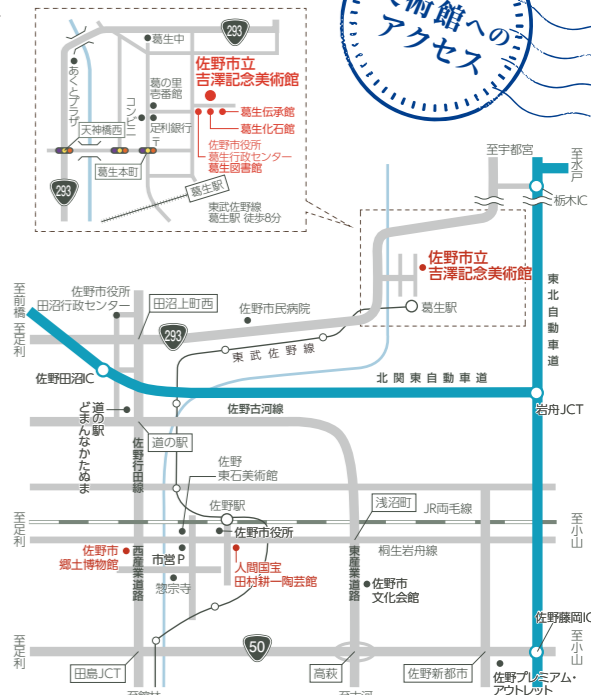 美術館への
アクセス
293
葛生中
佐野市立
吉澤記念美術館
あくとプラザ
葛の里
壱番館
コンビニ
足利銀行
〒
葛生伝承館
葛生化石館
佐野市役所
葛生行政センター
葛生図書館
天神橋西
葛生本町
293
葛生駅
東武佐野線
葛生駅 徒歩8分
至宇都宮
至水戸
栃木IC
佐野市立
吉澤記念美術館
葛生駅
東北自動車道
至前橋
至足利
佐野市役所
田沼行政センター
田沼上町西
佐野市民病院
293
東武佐野線
佐野田沼IC
北関東自動車道
岩舟JCT
道の駅
どまんなかたぬま
佐野古河線
道の駅
佐野行田線
佐野
東石美術館
浅沼町
JR両毛線
佐野駅
至足利
至小山
佐野市役所
佐野市
郷土博物館
西産業道路
市営P
惣宗寺
人間国宝
田村耕一陶芸館
東産業道路
桐生岩舟線
佐野市
文化会館
佐野藤岡IC
至足利
至小山
50
田島JCT
高萩
佐野新都市
佐野プレミアム・
アウトレット
至館林
至古河